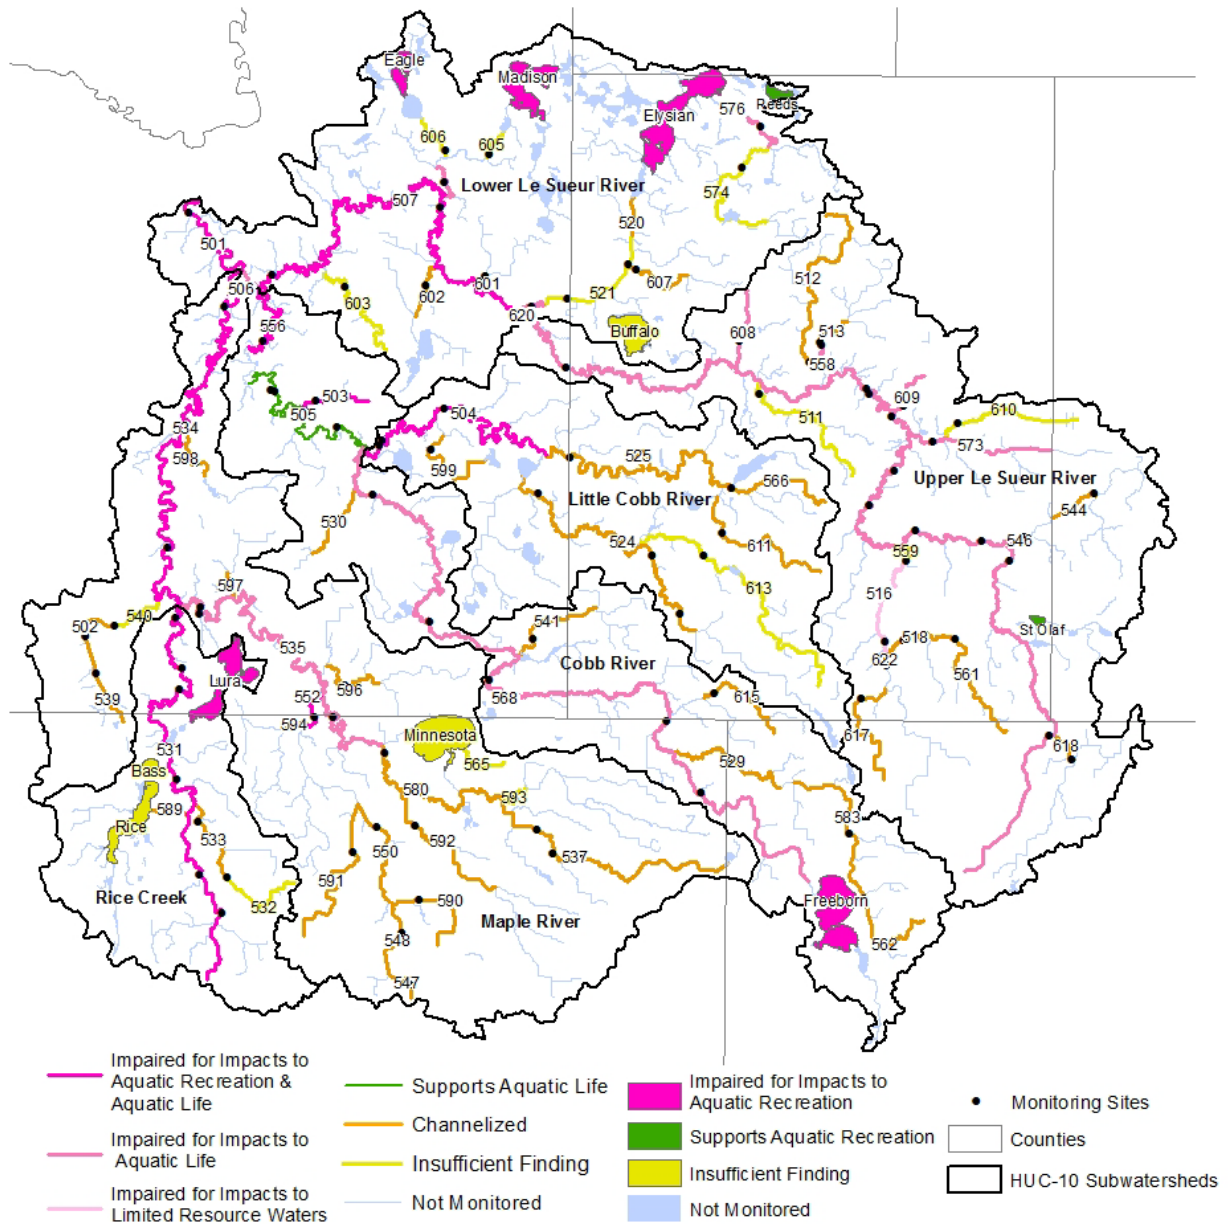 Eagle
Madison
Reeds
576
Elysian
606
605
Lower Le Sueur River
574
507
520
501
512
506
607
601
602
521
603
620
556
Buffalo
608
513
558
503
609
505
504
511
610
534
573
598
599
525
Upper Le Sueur River
566
Little Cobb River
544
530
524
546
611
559
597
613
516
540
502
541
St Olaf
535
518
622
Cobb River
Lura
596
561
539
552
568
615
594
617
Minnesota
531
618
565
529
Bass
580
593
589
Rice
583
533
592
550
537
591
Rice Creek
532
590
Freeborn
Maple River
548
562
547
Impaired for Impacts to
Aquatic Recreation &
Aquatic Life
Impaired for Impacts to
Aquatic Life
Impaired for Impacts to
Limited Resource Waters
Supports Aquatic Life
Channelized
Insufficient Finding
Not Monitored
Impaired for Impacts to
Aquatic Recreation
Supports Aquatic Recreation
Insufficient Finding
Not Monitored
Monitoring Sites
Counties
HUC-10 Subwatersheds